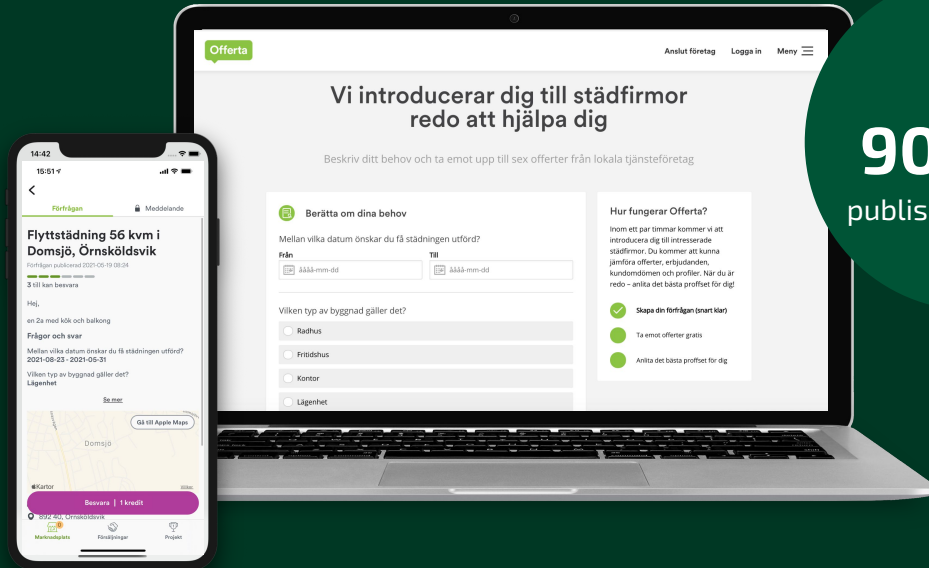 Offerta
Anslut företag Logga in Meny
Vi introducerar dig till städfirmor
redo att hjälpa dig
Beskriv ditt behov och ta emot upp till sex offerter från lokala tjänsteföretag
Berätta om dina behov
Mellan vilka datum önskar du få städningen utförd?
Från Till
åååå-mm-dd åååå-mm-dd
Vilken typ av byggnad gäller det?
Radhus
Fritidshus
Kontor
Lägenhet
Hur fungerar Offerta?
Inom ett par timmar kommer vi att
introducera dig till intresserade
städfirmor. Du kommer att kunna
jämföra offerter, erbjudanden,
kundomdömen och profiler. När du är
redo – anlita det bästa proffset för dig!
Skapa din förfrågan (snart klar)
Ta emot offerter gratis
Anlita det bästa proffset för dig
90
publis
14:42
15:51
Förfrågan Meddelande
Flyttstädning 56 kvm i
Domsjö, Örnsköldsvik
Förfrågan publicerad 2021-05-19 08:24
3 till kan besvara
Hej,
en 2a med kök och balkong
Frågor och svar
Mellan vilka datum önskar du få städningen utförd?
2021-08-23 - 2021-05-31
Vilken typ av byggnad gäller det?
Lägenhet
Se mer
Gå till Apple Maps
Domsjö
Kartor
Besvara | 1 kredit
892 40, Örnsköldsvik
Marknadsplats Försäljningar Projekt